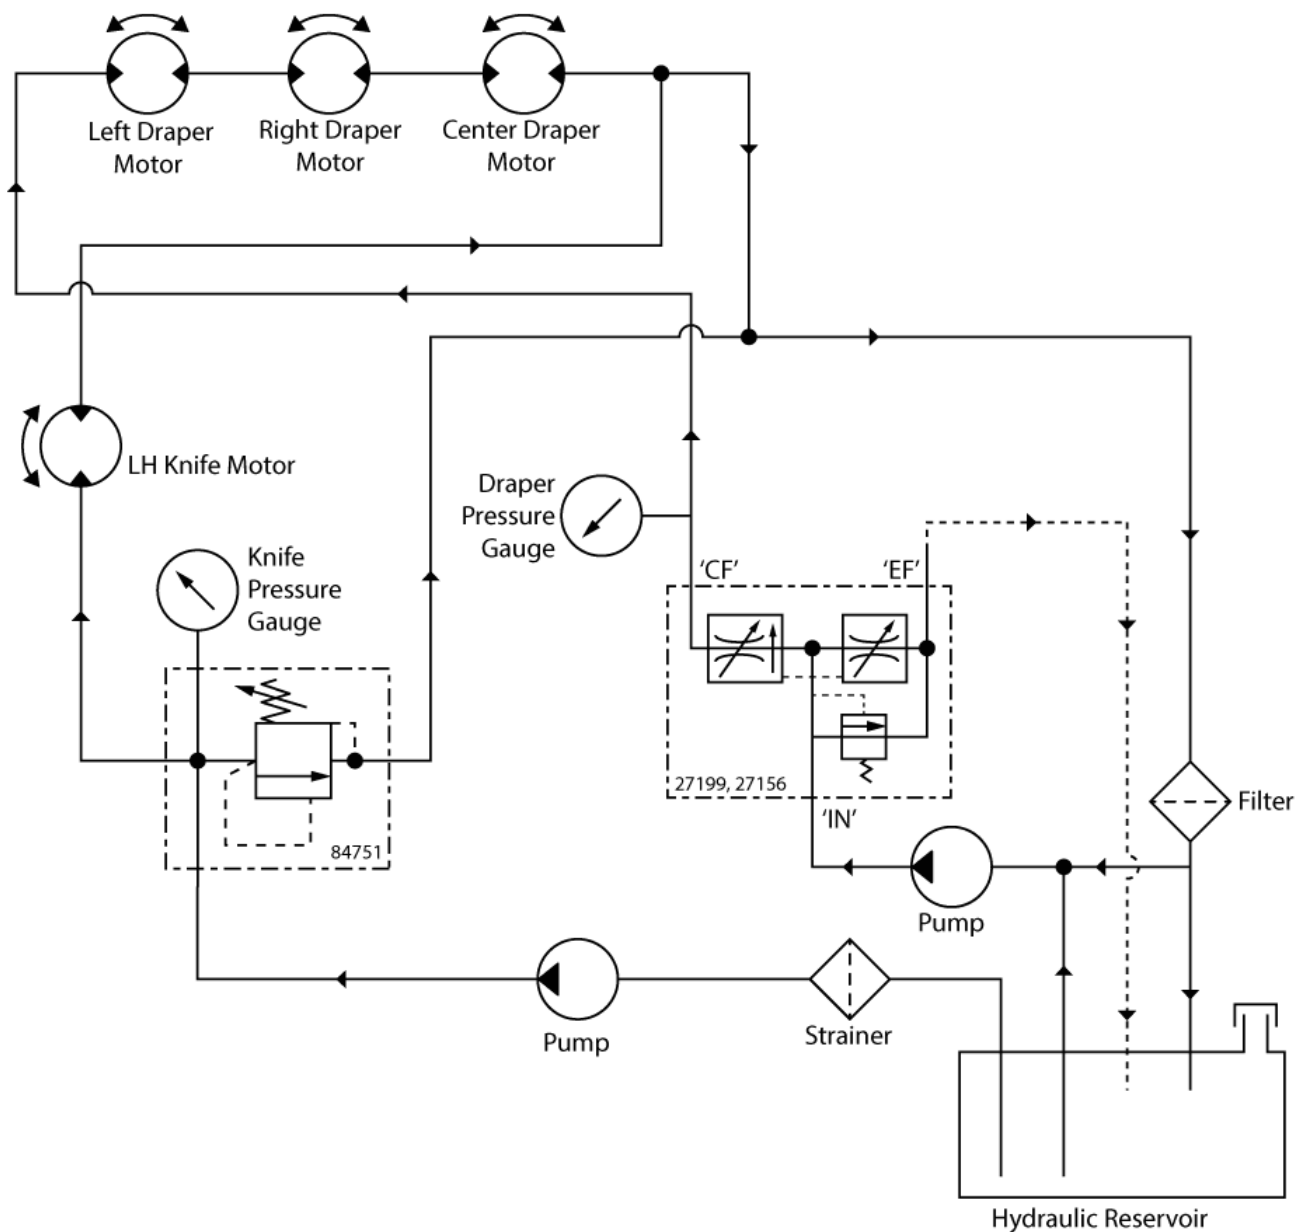 Left Draper
Motor
Right Draper
Motor
Center Draper
Motor
LH Knife Motor
Draper
Pressure
Gauge
Knife
Pressure
Gauge
‘CF’
‘EF’
27199, 27156
‘IN’
84751
Filter
Pump
Pump
Strainer
Hydraulic Reservoir